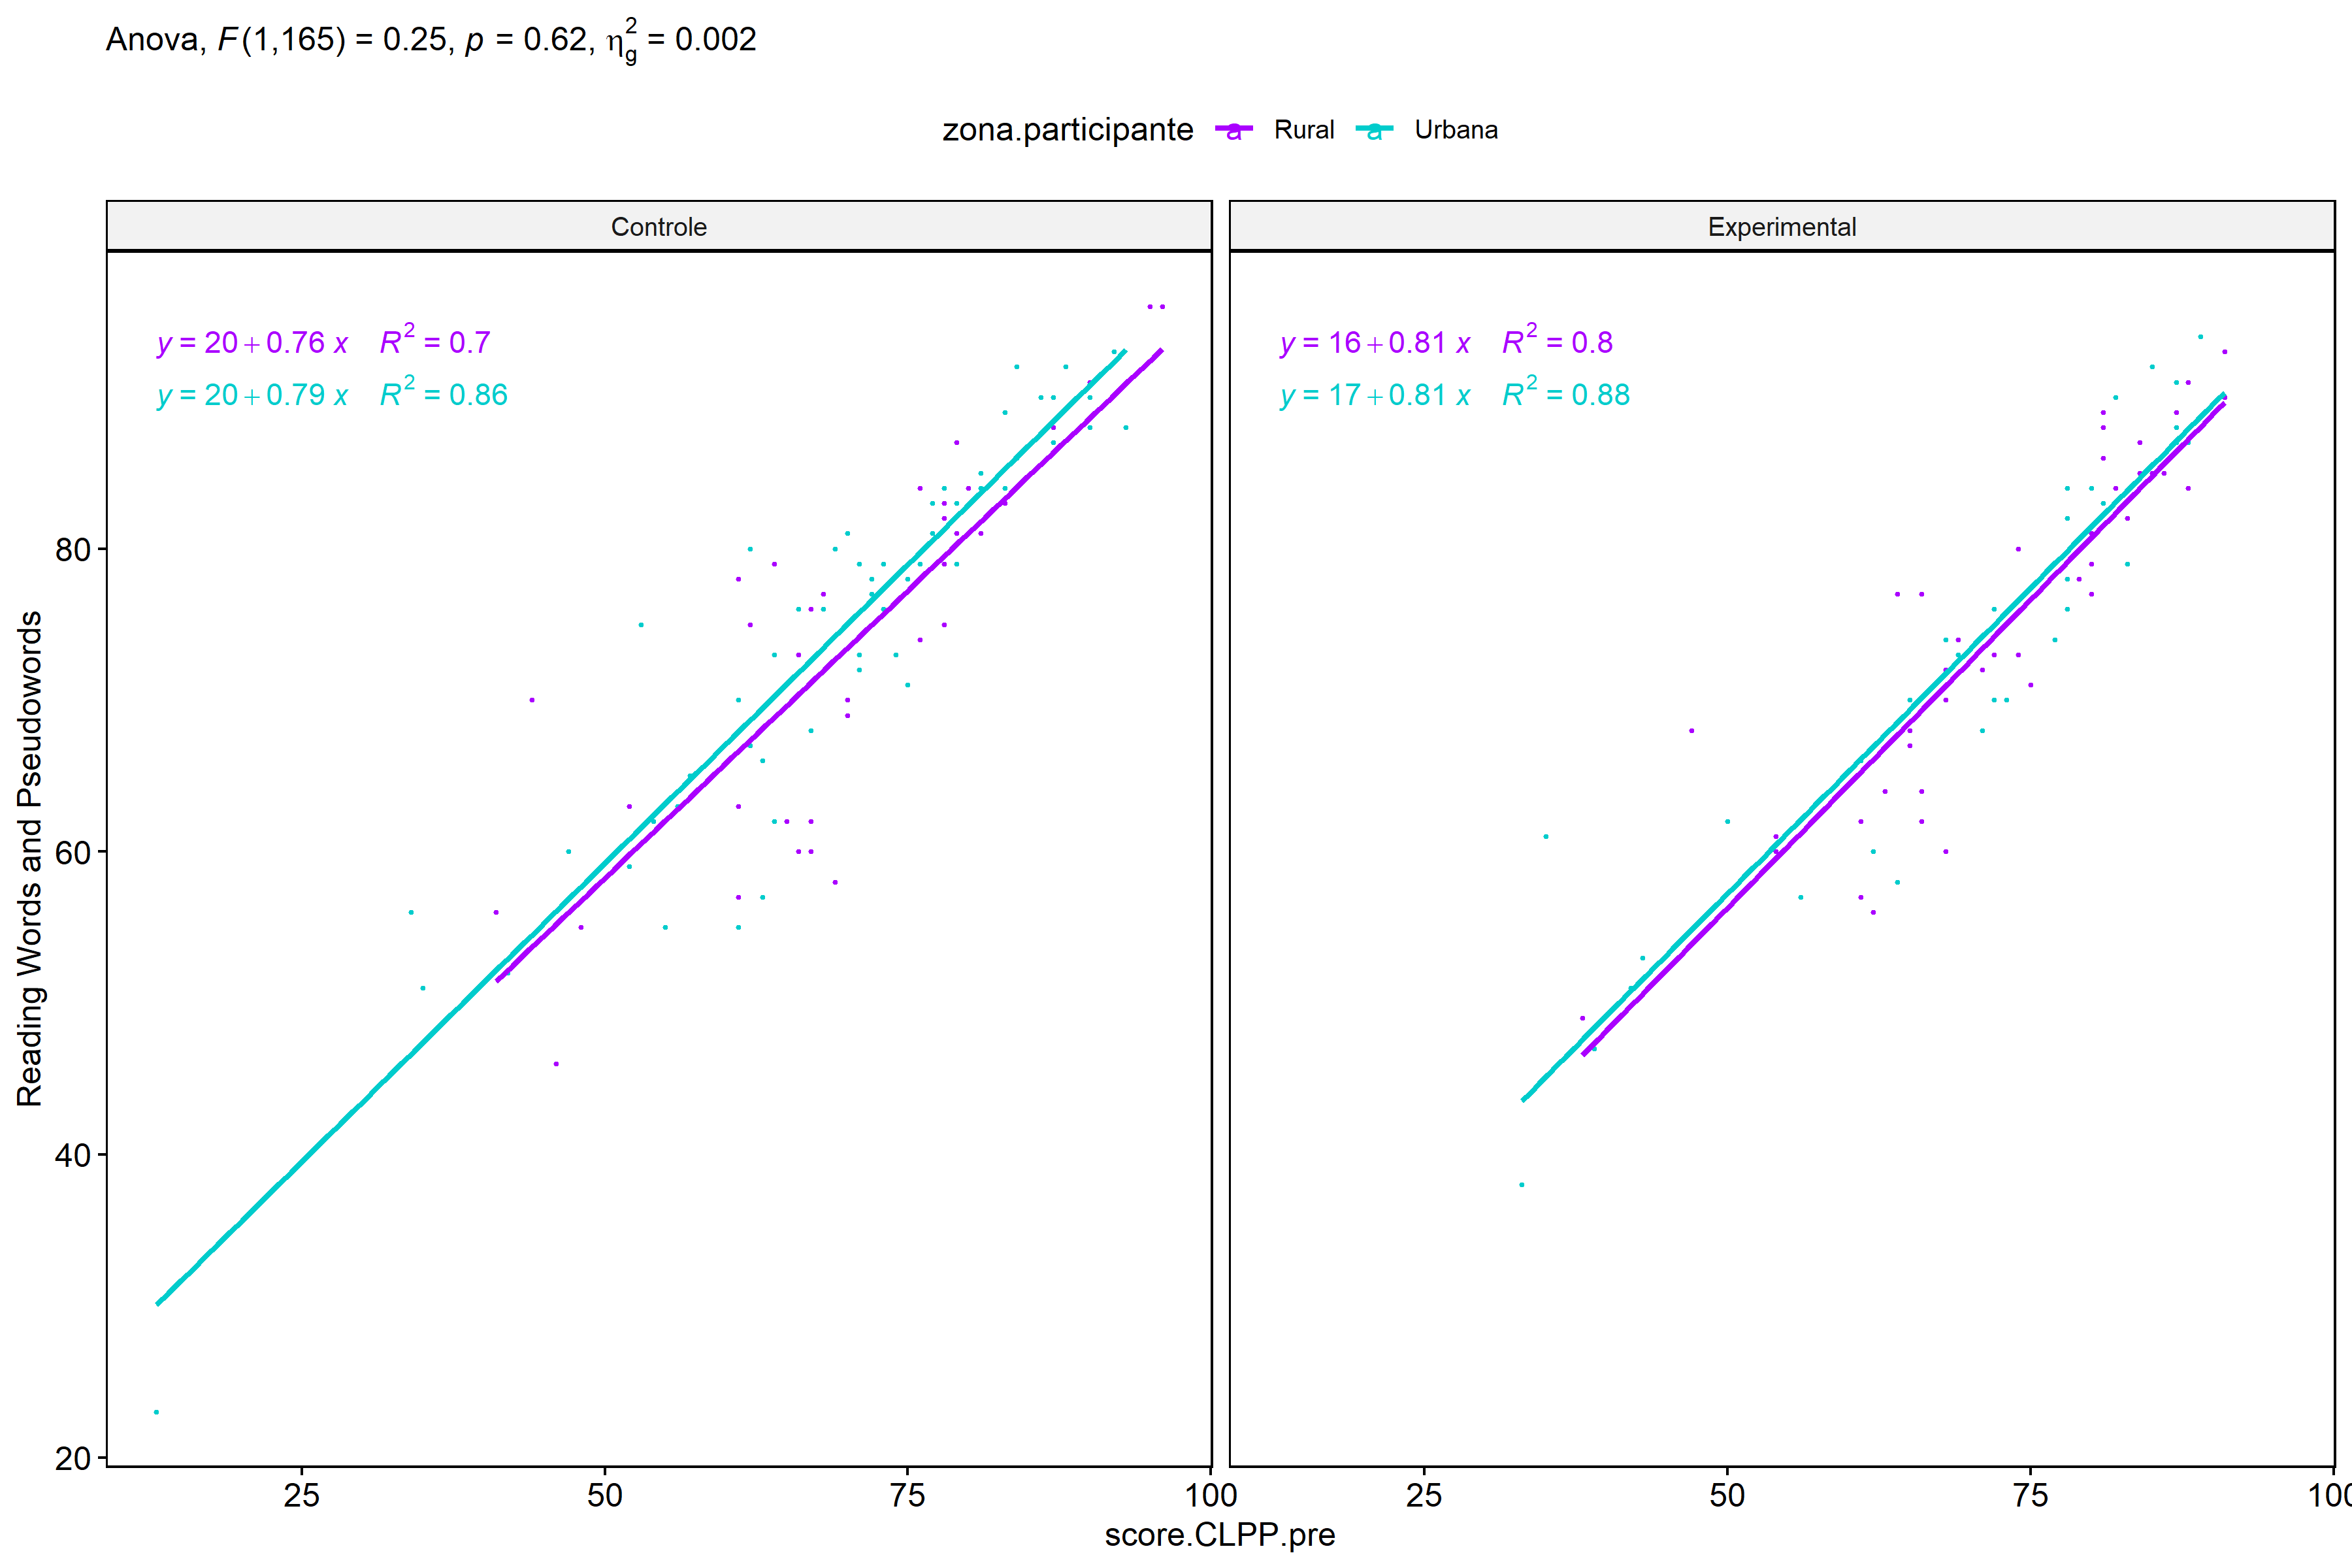 Anova, F(1,165) = 0.25, p = 0.62, η²g = 0.002
zona.participante a Rural a Urbana
Controle
Experimental
y = 20 + 0.76 x R² = 0.7
y = 20 + 0.79 x R² = 0.86
y = 16 + 0.81 x R² = 0.8
y = 17 + 0.81 x R² = 0.88
Reading Words and Pseudowords
80
60
40
20
25 50 75 100
25 50 75 100
score.CLPP.pre